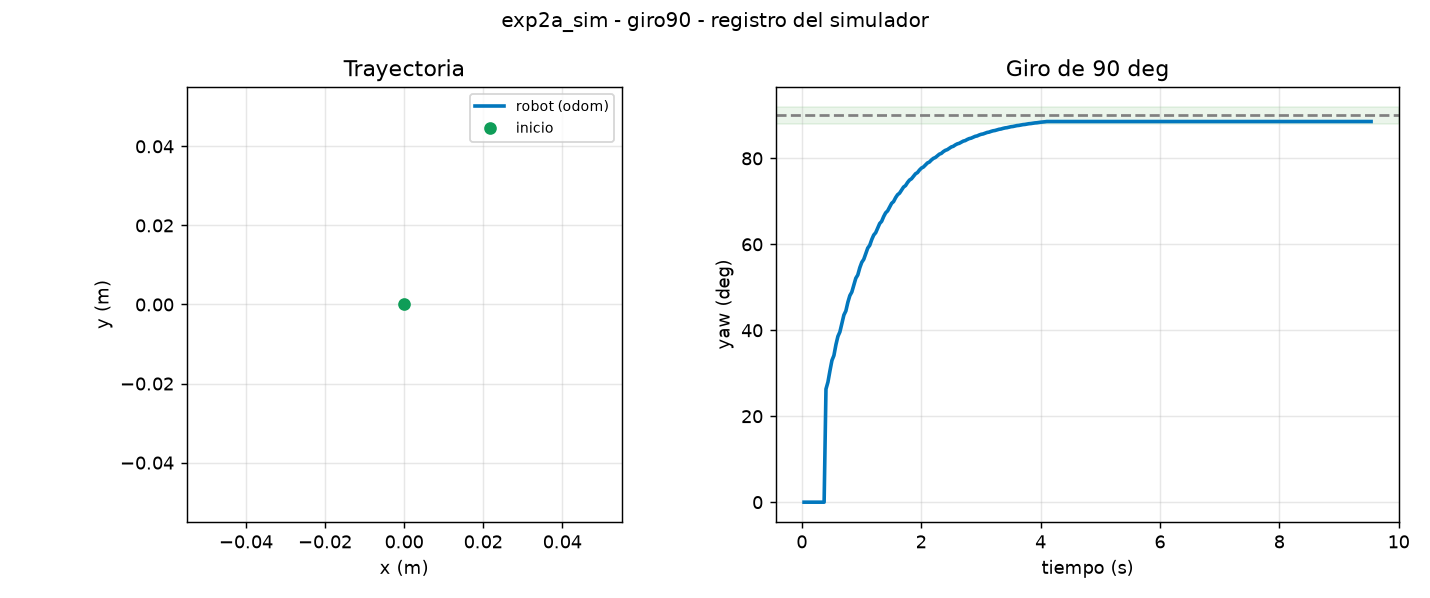 exp2a_sim - giro90 - registro del simulador
Trayectoria
robot (odom)
inicio
0.04
0.02
0.00
−0.02
−0.04
y (m)
−0.04
−0.02
0.00
0.02
0.04
x (m)
Giro de 90 deg
80
60
40
20
0
yaw (deg)
0
2
4
6
8
10
tiempo (s)